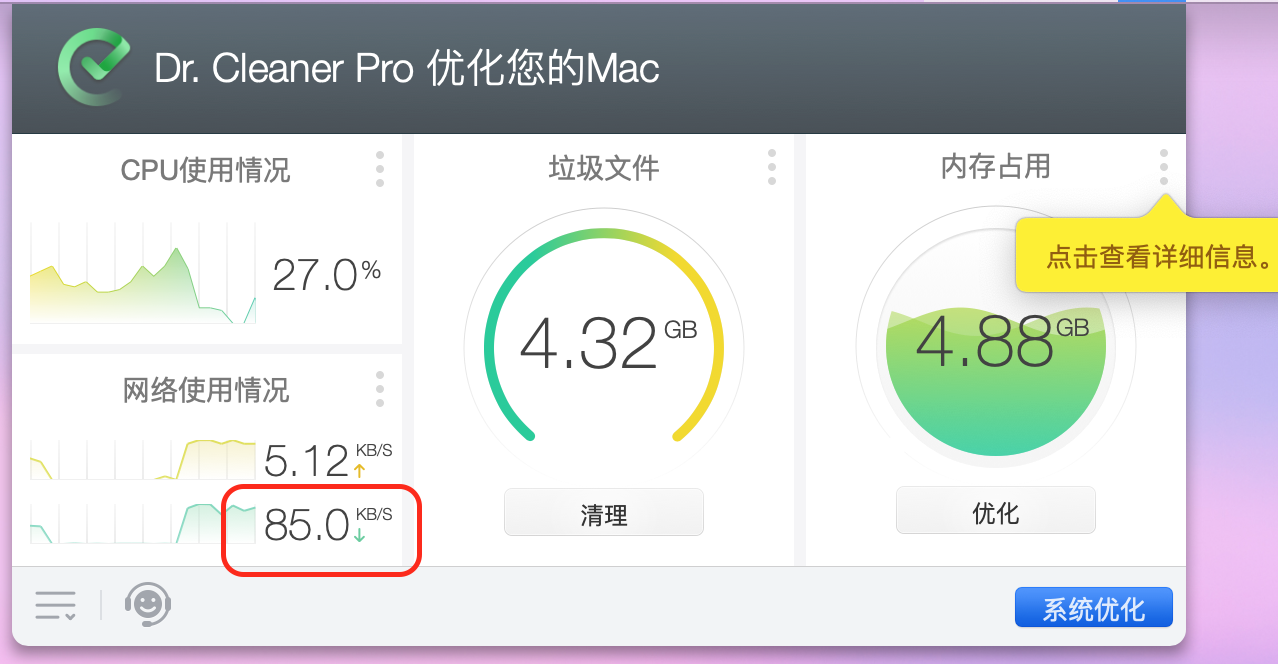 Dr. Cleaner Pro 优化您的Mac
CPU使用情况
27.0%
网络使用情况
5.12 KB/S ↑
85.0 KB/S ↓
垃圾文件
4.32 GB
清理
内存占用
点击查看详细信息。
4.88 GB
优化
系统优化